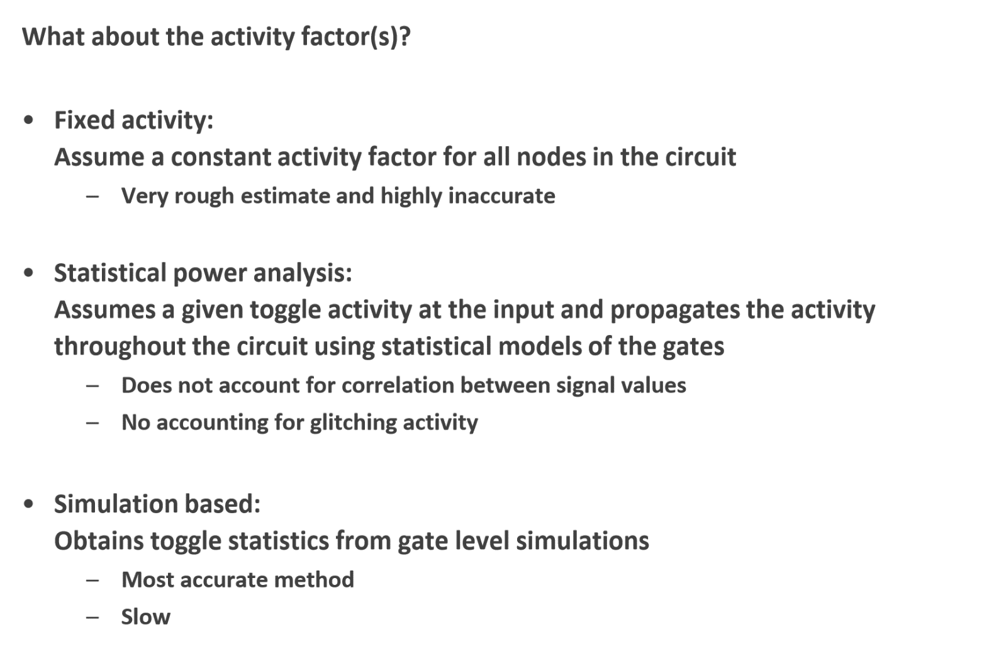 What about the activity factor(s)?
• Fixed activity:
Assume a constant activity factor for all nodes in the circuit
– Very rough estimate and highly inaccurate
• Statistical power analysis:
Assumes a given toggle activity at the input and propagates the activity
throughout the circuit using statistical models of the gates
– Does not account for correlation between signal values
– No accounting for glitching activity
• Simulation based:
Obtains toggle statistics from gate level simulations
– Most accurate method
– Slow